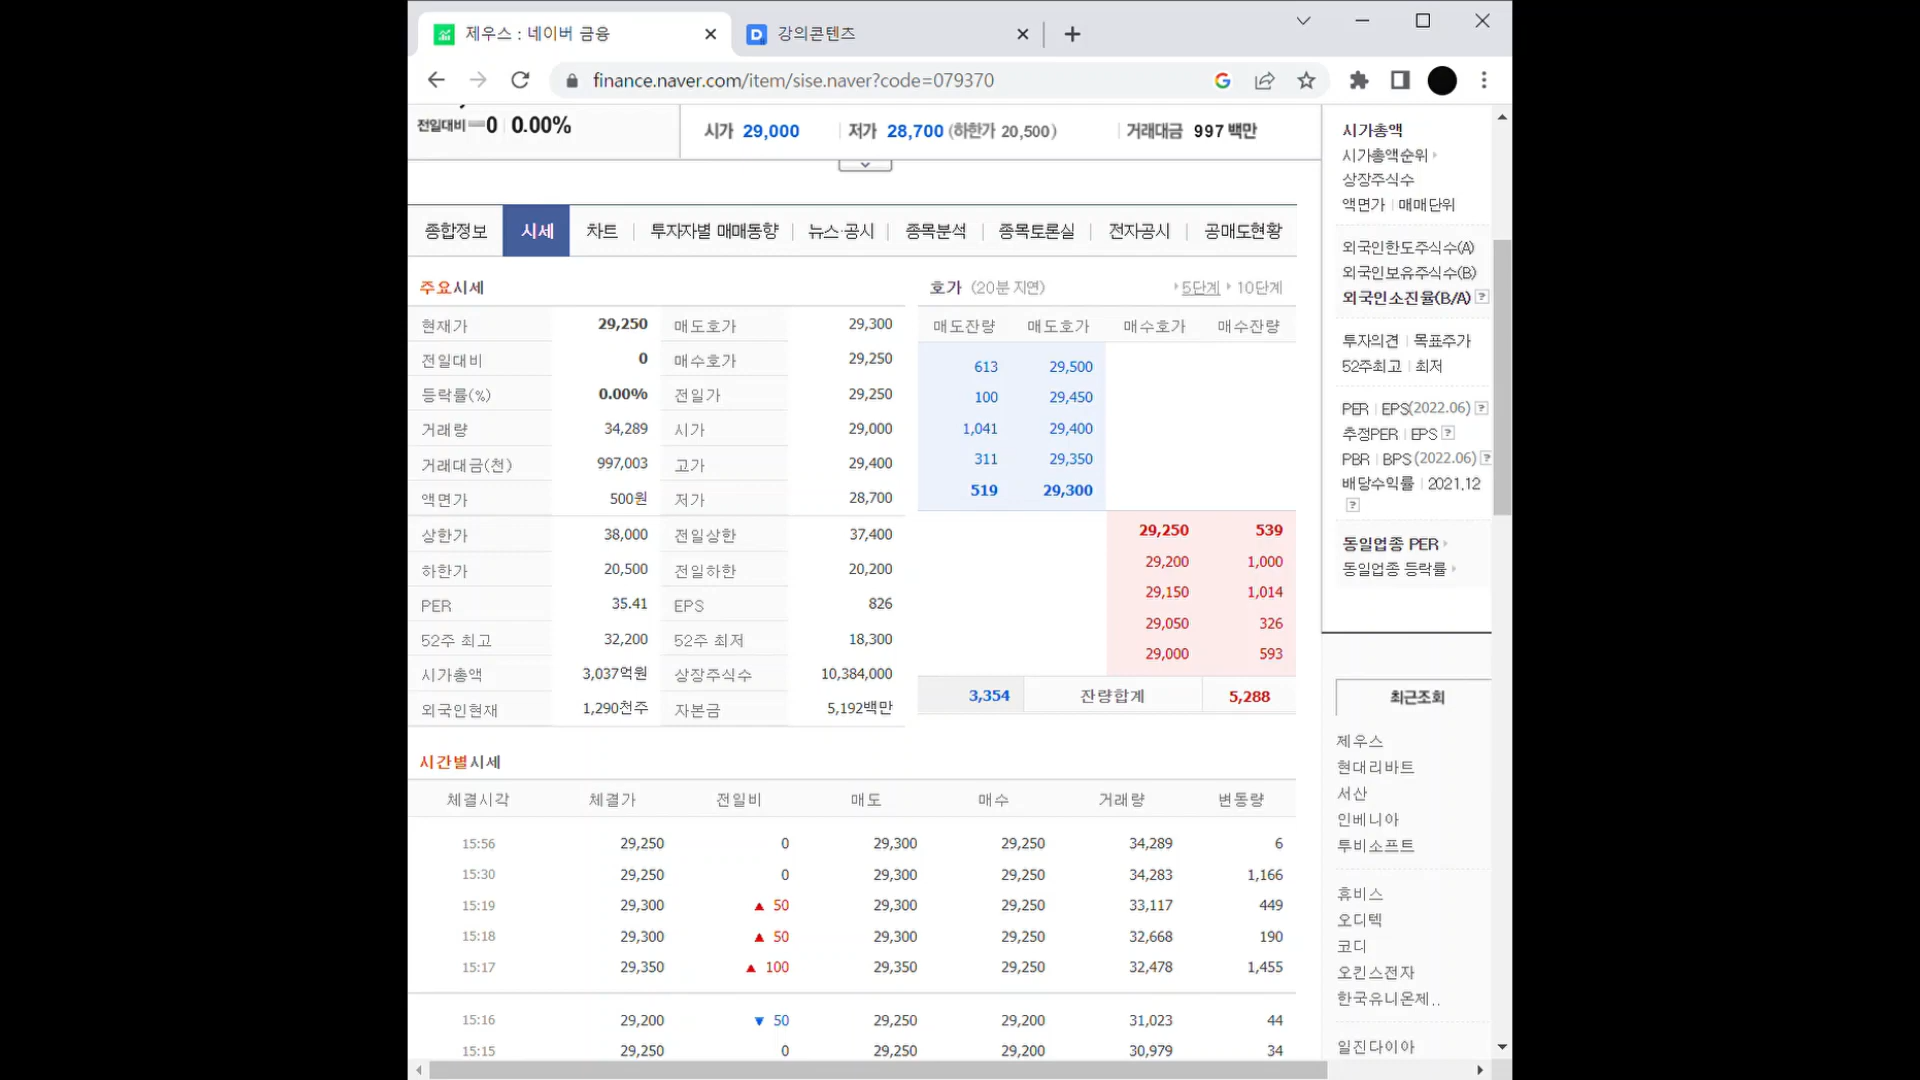 제우스 : 네이버 금융
강의콘텐츠
finance.naver.com/item/sise.naver?code=079370
전일대비 0 0.00%
시가 29,000 저가 28,700 (하한가 20,500) 거래대금 997 백만
종합정보 시세 차트 투자자별 매매동향 뉴스·공시 종목분석 종목토론실 전자공시 공매도현황
주요시세
현재가 29,250 매도호가 29,300
전일대비 0 매수호가 29,250
등락률(%) 0.00% 전일가 29,250
거래량 34,289 시가 29,000
거래대금(천) 997,003 고가 29,400
액면가 500원 저가 28,700
상한가 38,000 전일상한 37,400
하한가 20,500 전일하한 20,200
PER 35.41 EPS 826
52주 최고 32,200 52주 최저 18,300
시가총액 3,037억원 상장주식수 10,384,000
외국인현재 1,290천주 자본금 5,192백만
호가 (20분 지연) 5단계 10단계
매도잔량 매도호가 매수호가 매수잔량
613 29,500
100 29,450
1,041 29,400
311 29,350
519 29,300
29,250 539
29,200 1,000
29,150 1,014
29,050 326
29,000 593
3,354 잔량합계 5,288
시간별시세
체결시각 체결가 전일비 매도 매수 거래량 변동량
15:56 29,250 0 29,300 29,250 34,289 6
15:30 29,250 0 29,300 29,250 34,283 1,166
15:19 29,300 ▲ 50 29,300 29,250 33,117 449
15:18 29,300 ▲ 50 29,300 29,250 32,668 190
15:17 29,350 ▲ 100 29,350 29,250 32,478 1,455
15:16 29,200 ▼ 50 29,250 29,200 31,023 44
15:15 29,250 0 29,250 29,200 30,979 34
시가총액
시가총액순위
상장주식수
액면가 | 매매단위
외국인한도주식수(A)
외국인보유주식수(B)
외국인소진율(B/A) ?
투자의견 | 목표주가
52주최고 | 최저
PER | EPS(2022.06) ?
추정PER | EPS ?
PBR | BPS (2022.06) ?
배당수익률 | 2021.12
?
동일업종 PER
동일업종 등락률
최근조회
제우스
현대리바트
서산
인베니아
투비소프트
휴비스
오디텍
코디
오킨스전자
한국유니온제..
일진다이아